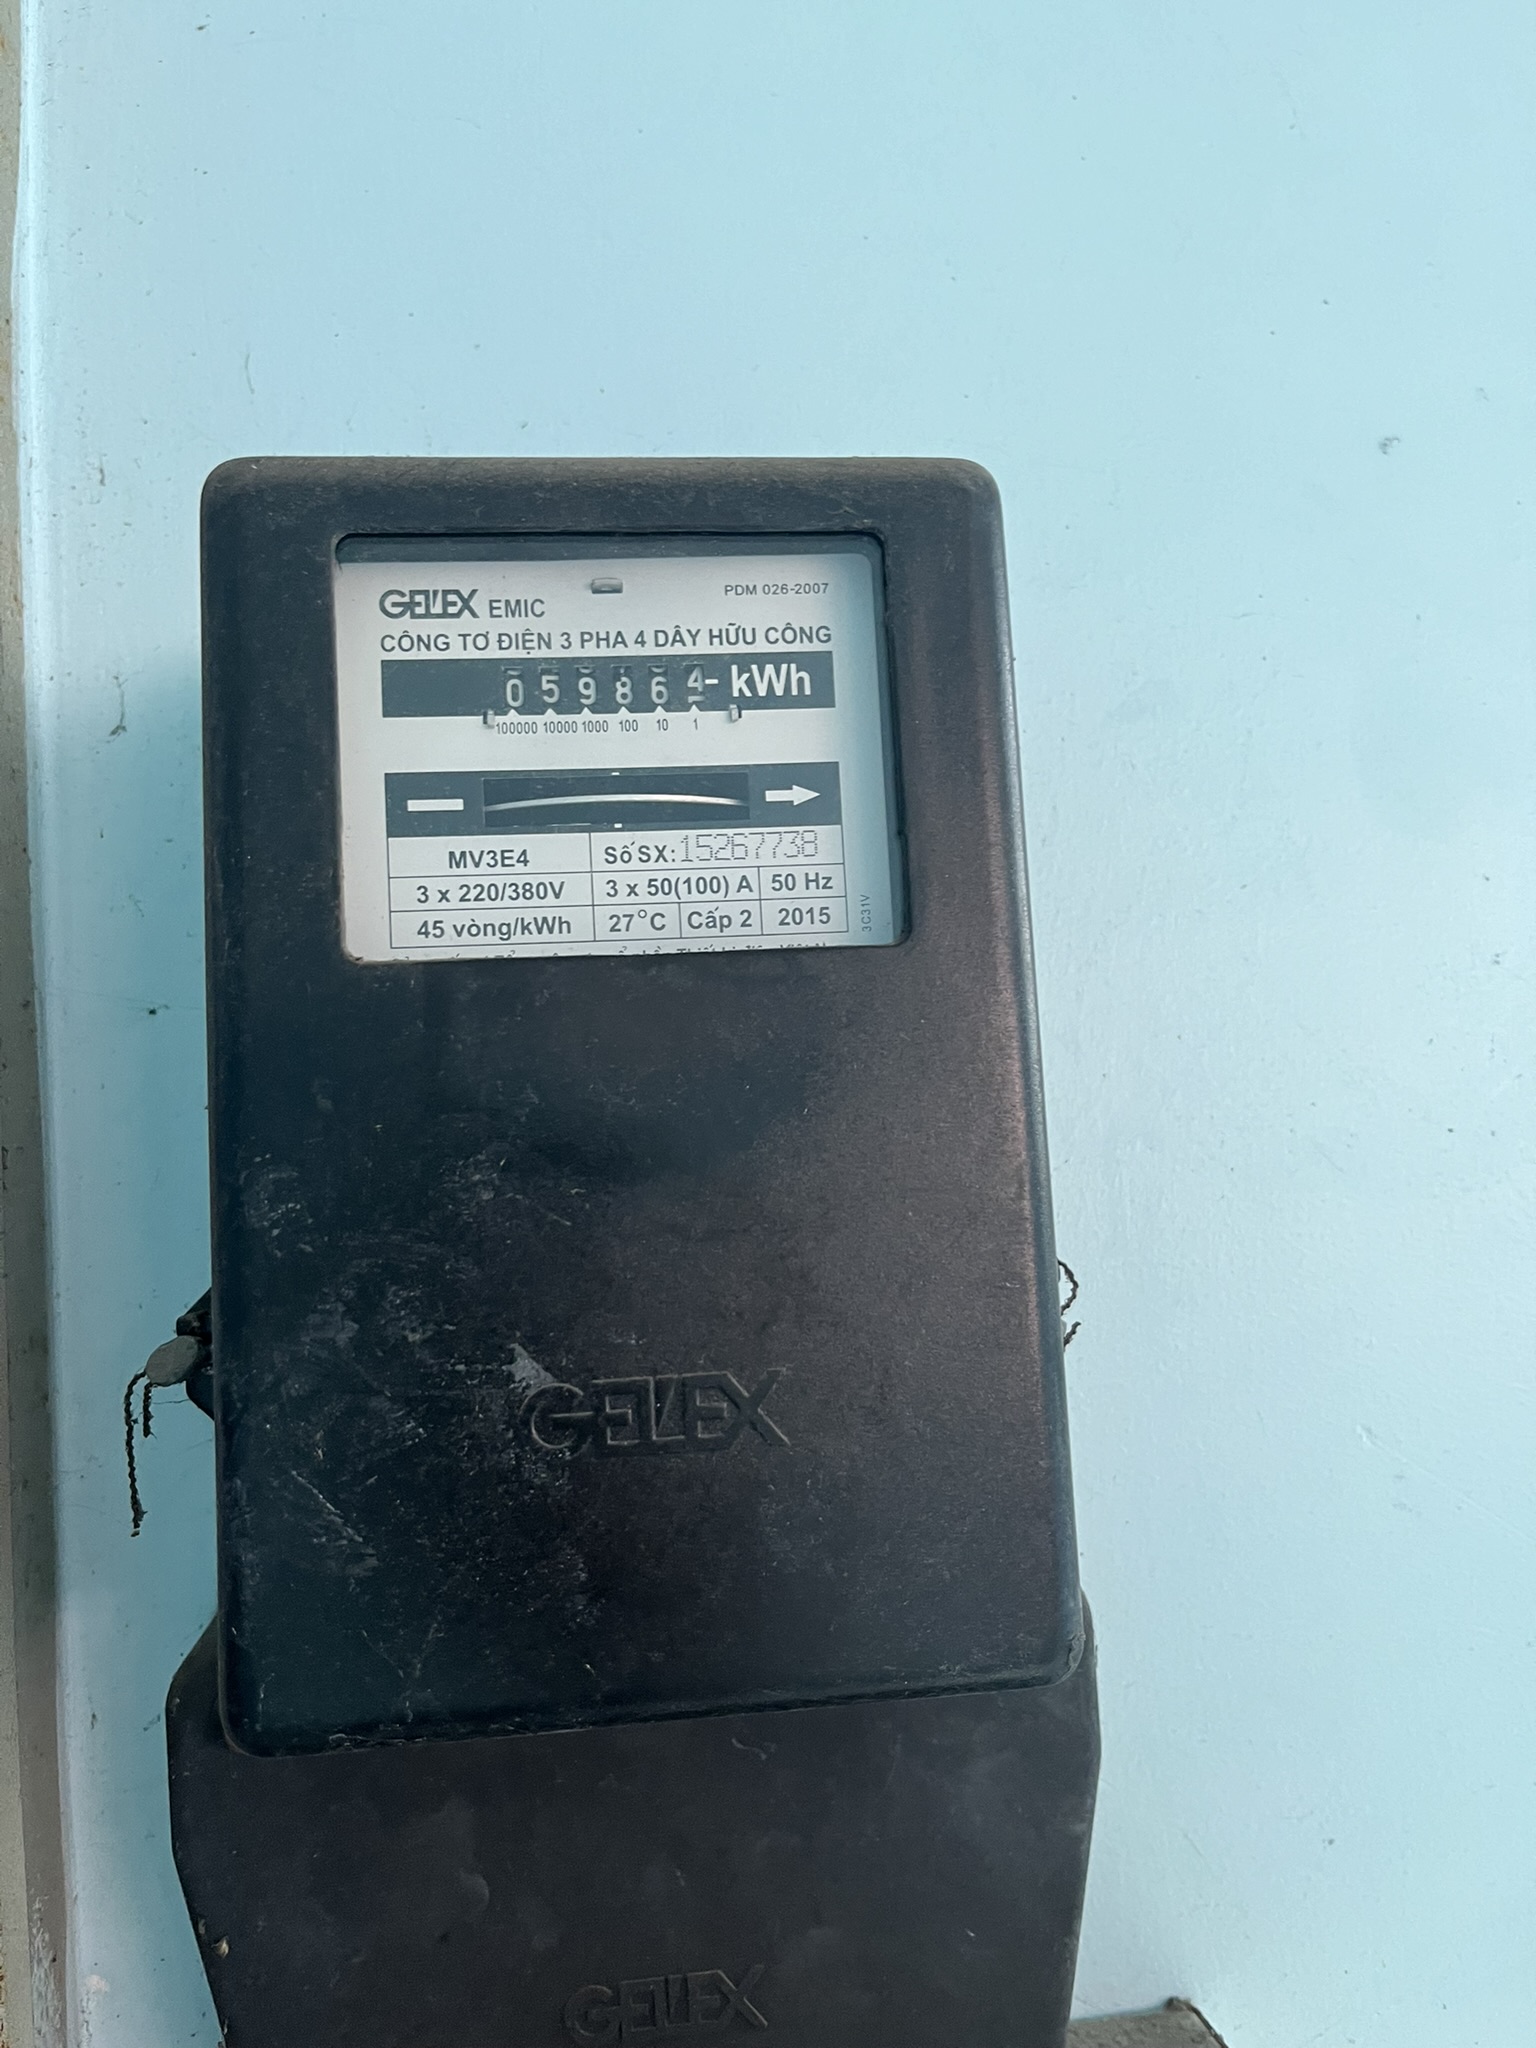 GELEX EMIC
PDM 026-2007
CÔNG TƠ ĐIỆN 3 PHA 4 DÂY HỮU CÔNG
059864 kWh
100000 10000 1000 100 10 1
MV3E4 Số SX: 15267738
3 x 220/380V 3 x 50(100) A 50 Hz
45 vòng/kWh 27°C Cấp 2 2015
3C31V
GELEX
GELEX